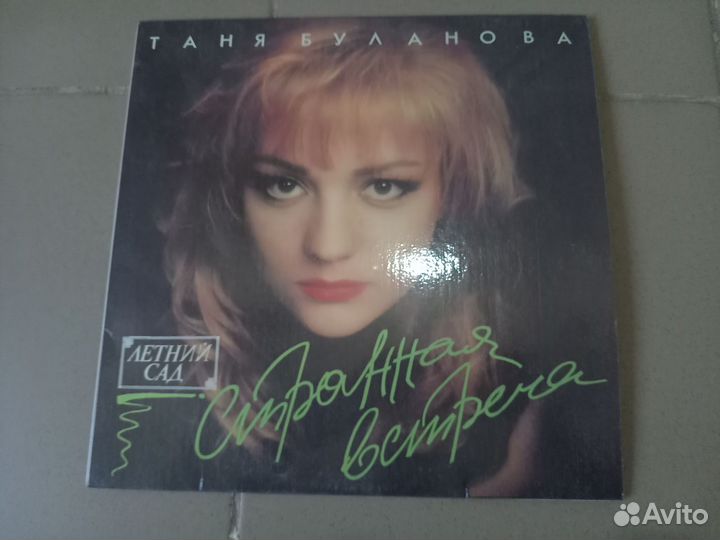 ТАНЯ БУЛАНОВА
ЛЕТНИЙ
САД
Странная
встреча
Avito